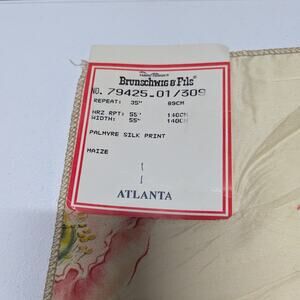 Brunschwig & Fils®
NO. 79425.01/309
REPEAT: 35" 89CM
HRZ RPT: 55" 140CM
WIDTH: 55" 140CM
PALMYRE SILK PRINT
MAIZE
ATLANTA